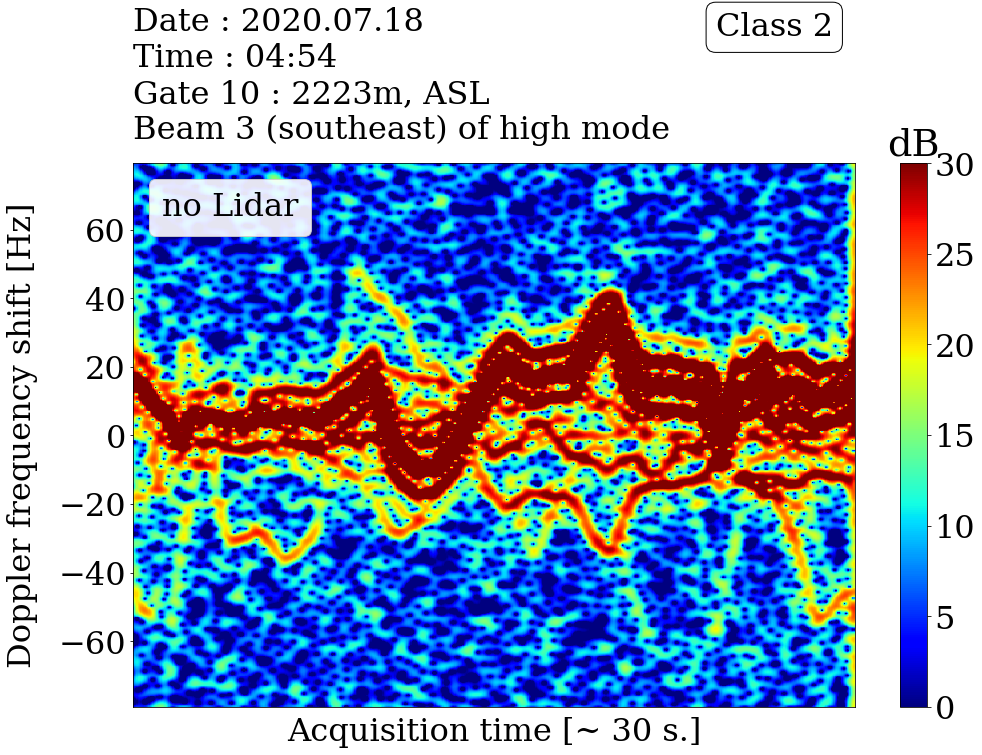 Date : 2020.07.18
Time : 04:54
Gate 10 : 2223m, ASL
Beam 3 (southeast) of high mode
Class 2
dB
no Lidar
Doppler frequency shift [Hz]
60
40
20
0
−20
−40
−60
30
25
20
15
10
5
0
Acquisition time [~ 30 s.]